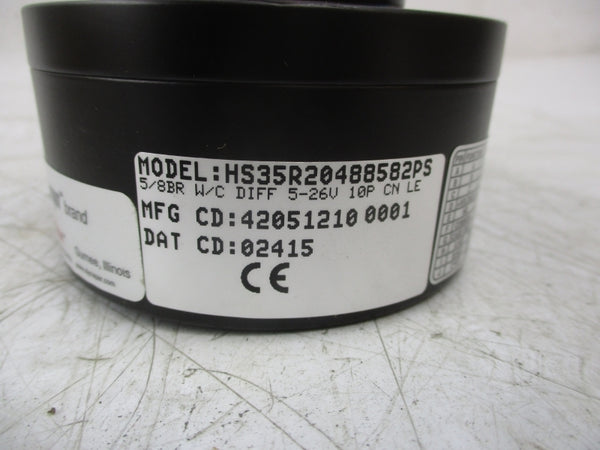 brand
Gurnee, Illinois
MODEL:HS35R20488582PS
5/8BR W/C DIFF 5-26V 10P CN LE
MFG CD:42051210 0001
DAT CD:02415
CE